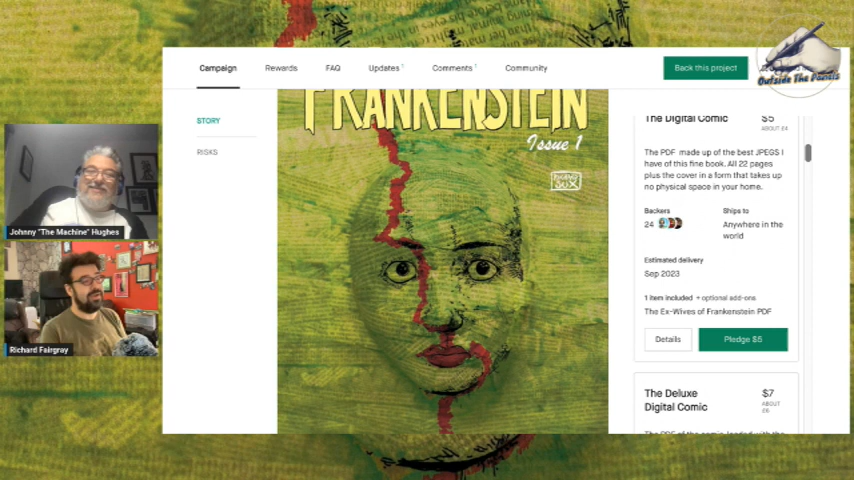 Campaign
Rewards
FAQ
Updates
Comments
Community
Back this project
Outside The Panels
STORY
RISKS
FRANKENSTEIN
Issue 1
The Digital Comic
$5
ABOUT £4
The PDF made up of the best JPEGS I
have of this fine book. All 22 pages
plus the cover in a form that takes up
no physical space in your home.
Backers
24
Ships to
Anywhere in the
world
Estimated delivery
Sep 2023
1 item included + optional add-ons
The Ex-Wives of Frankenstein PDF
Details
Pledge $5
The Deluxe
Digital Comic
$7
ABOUT
£6
Johnny "The Machine" Hughes
Richard Fairgray